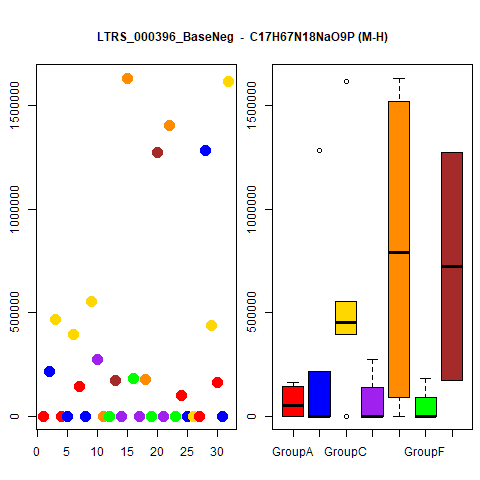 LTRS_000396_BaseNeg - C17H67N18NaO9P (M-H)
1500000
1000000
500000
0
0 5 10 15 20 25 30
1500000
1000000
500000
0
GroupA GroupC GroupF